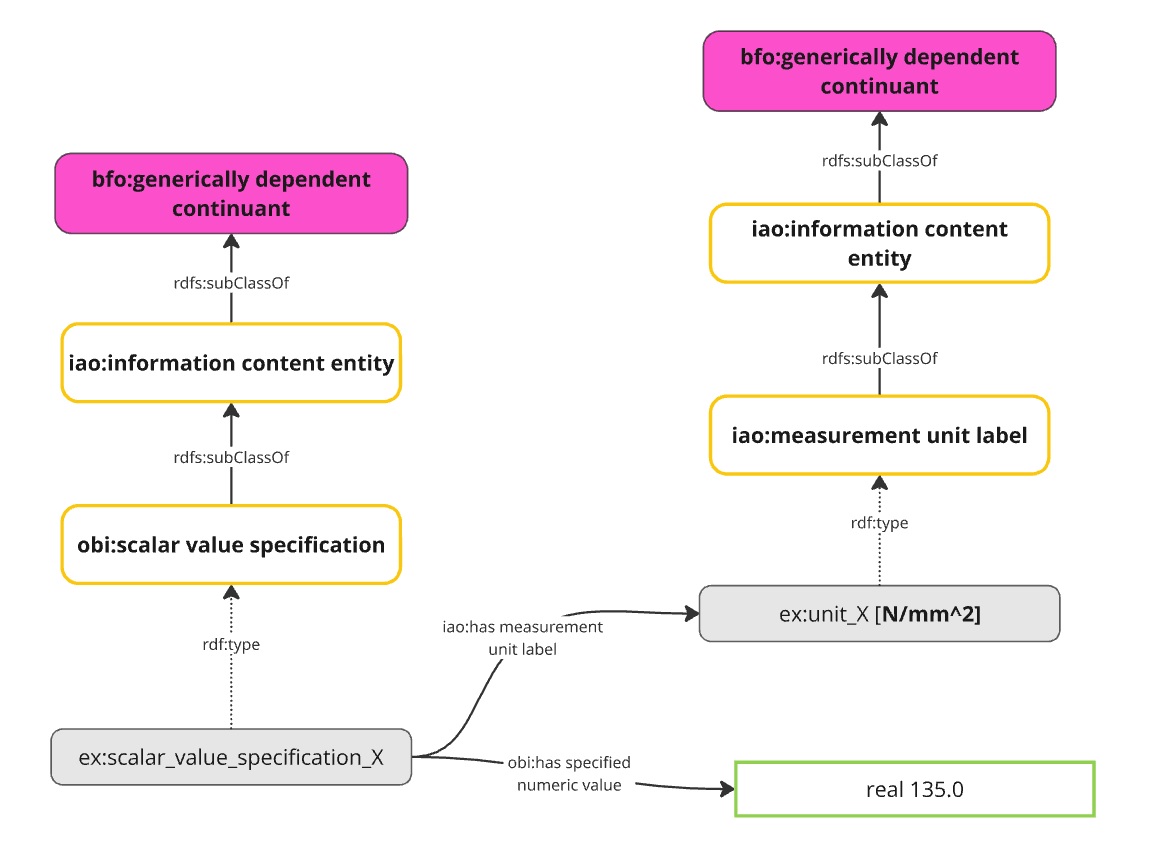 bfo:generically dependent
continuant
rdfs:subClassOf
iao:information content
entity
rdfs:subClassOf
iao:measurement unit label
rdf:type
ex:unit_X [N/mm^2]
bfo:generically dependent
continuant
rdfs:subClassOf
iao:information content entity
rdfs:subClassOf
obi:scalar value specification
rdf:type
ex:scalar_value_specification_X
iao:has measurement
unit label
obi:has specified
numeric value
real 135.0